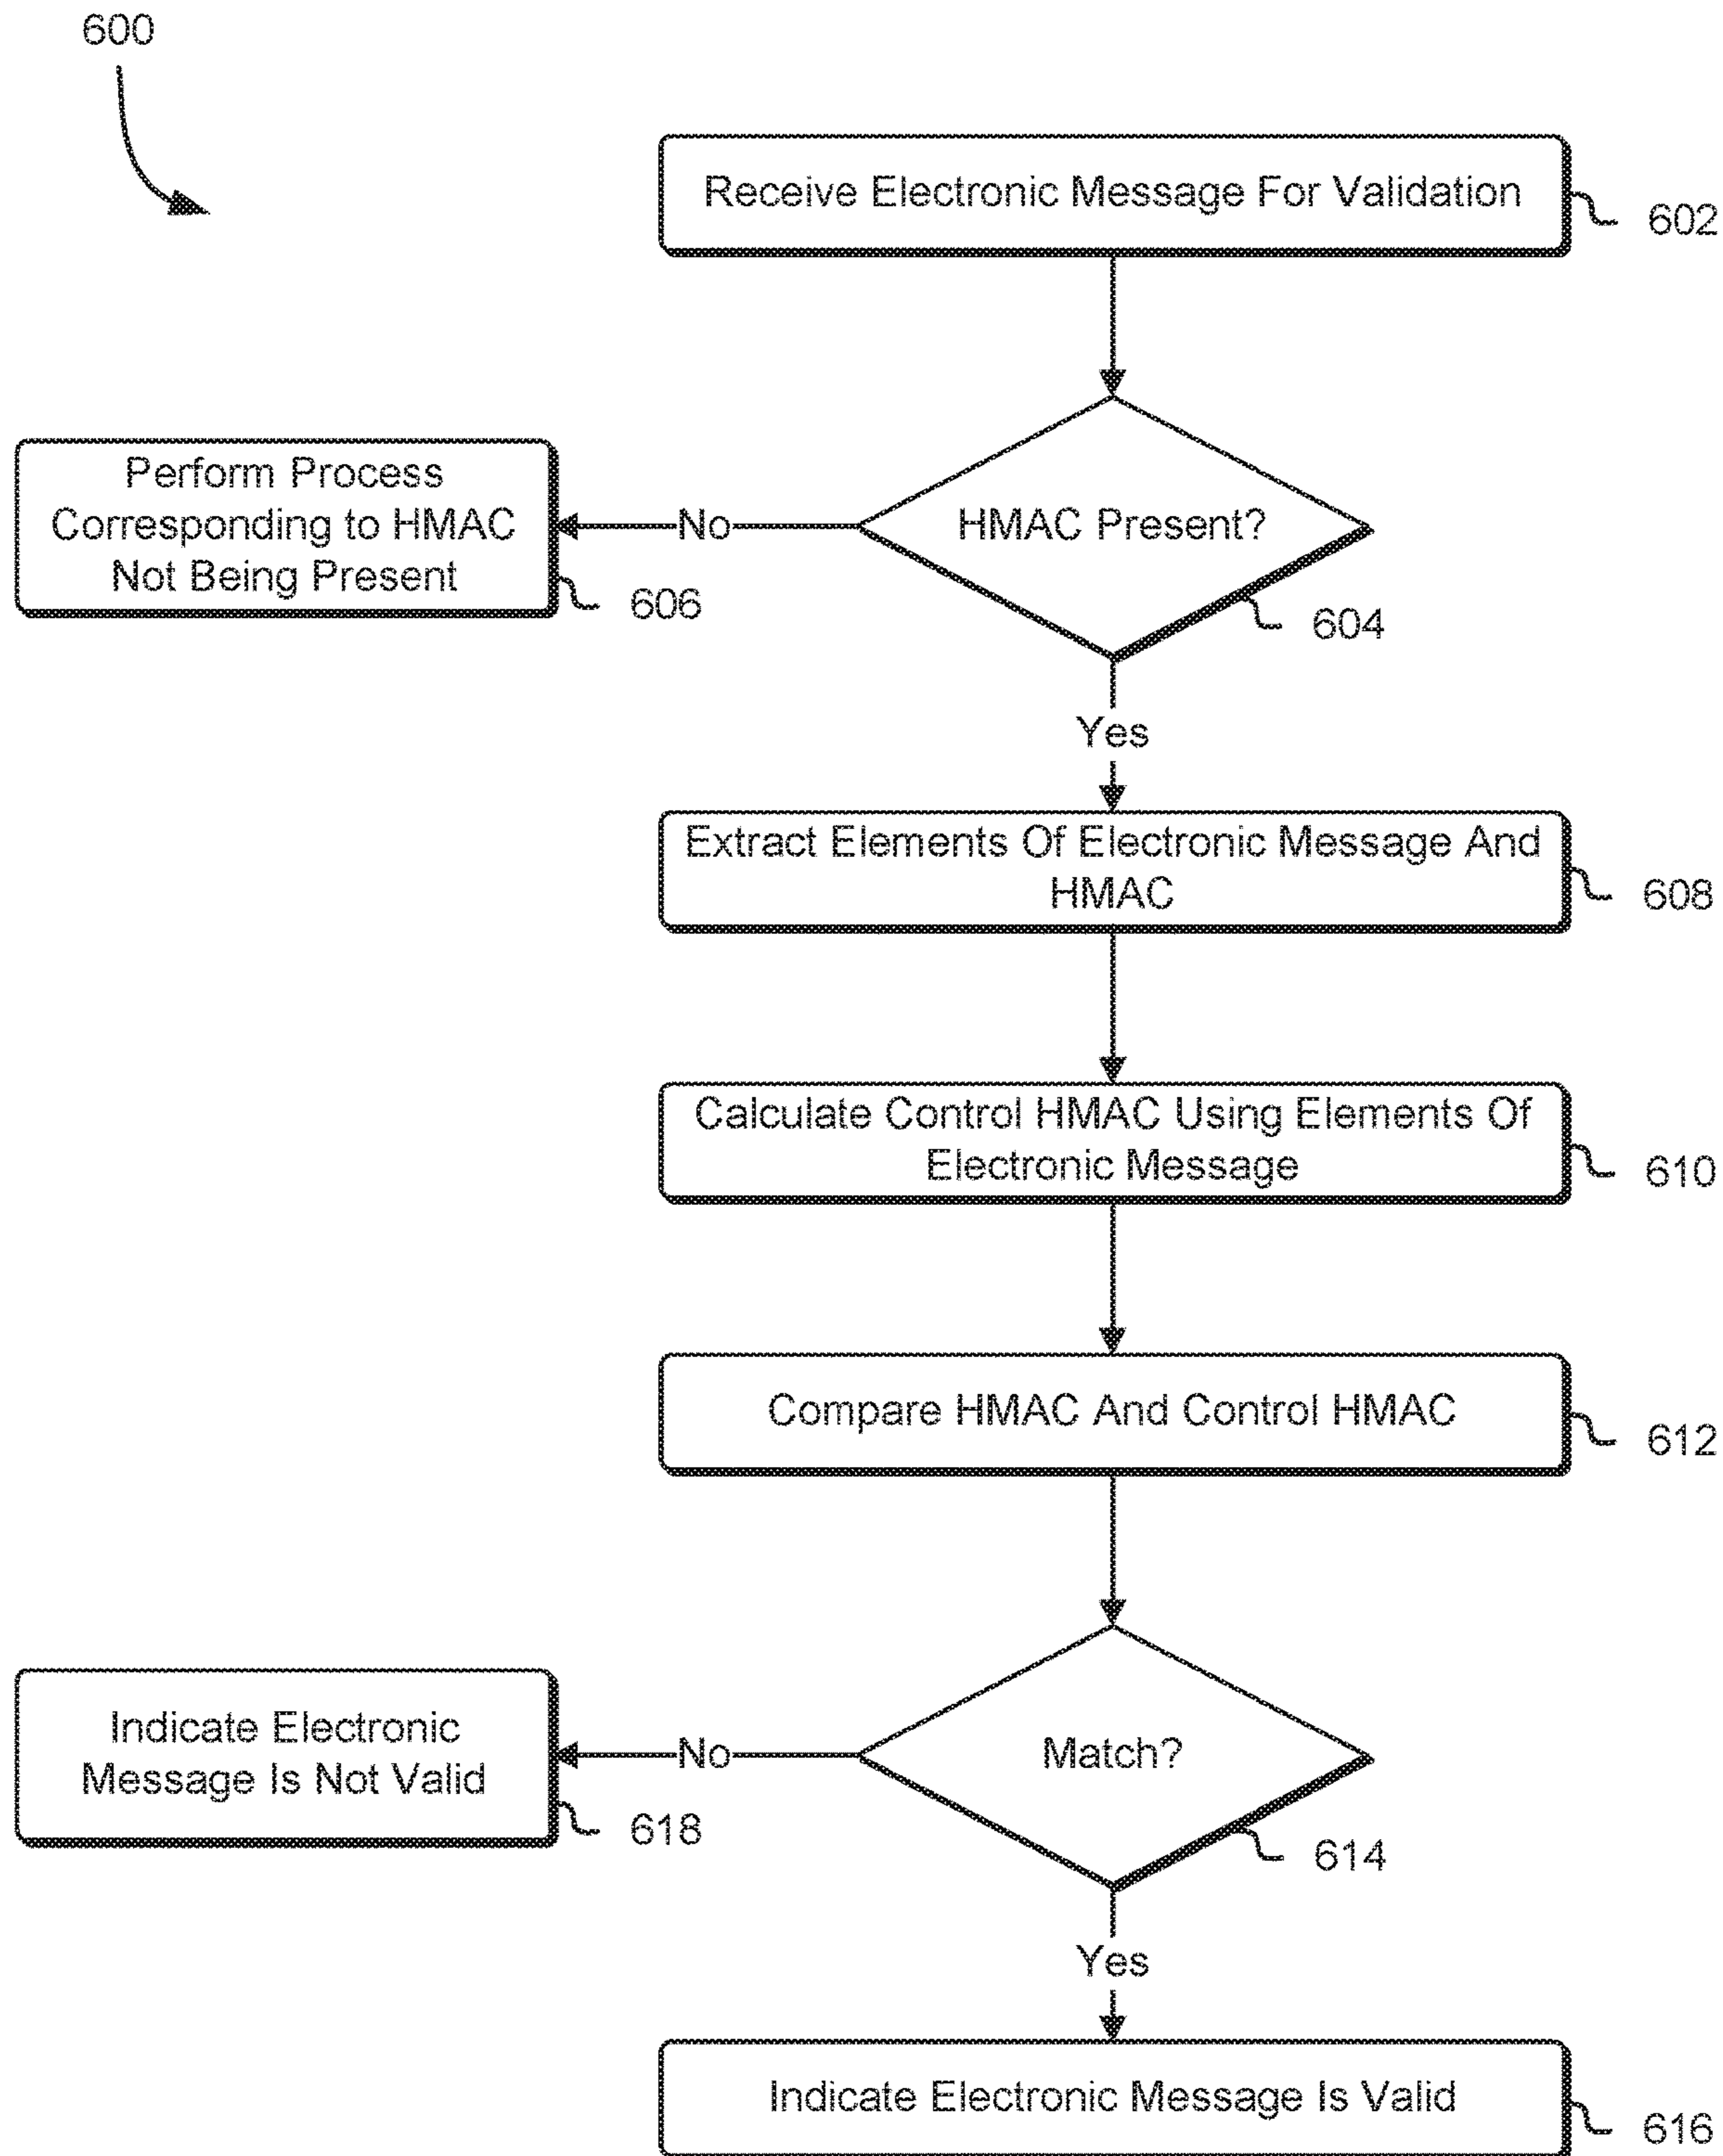 600
Receive Electronic Message For Validation
602
HMAC Present?
604
No
Perform Process
Corresponding to HMAC
Not Being Present
606
Yes
Extract Elements Of Electronic Message And
HMAC
608
Calculate Control HMAC Using Elements Of
Electronic Message
610
Compare HMAC And Control HMAC
612
Match?
614
No
Indicate Electronic
Message Is Not Valid
618
Yes
Indicate Electronic Message Is Valid
616